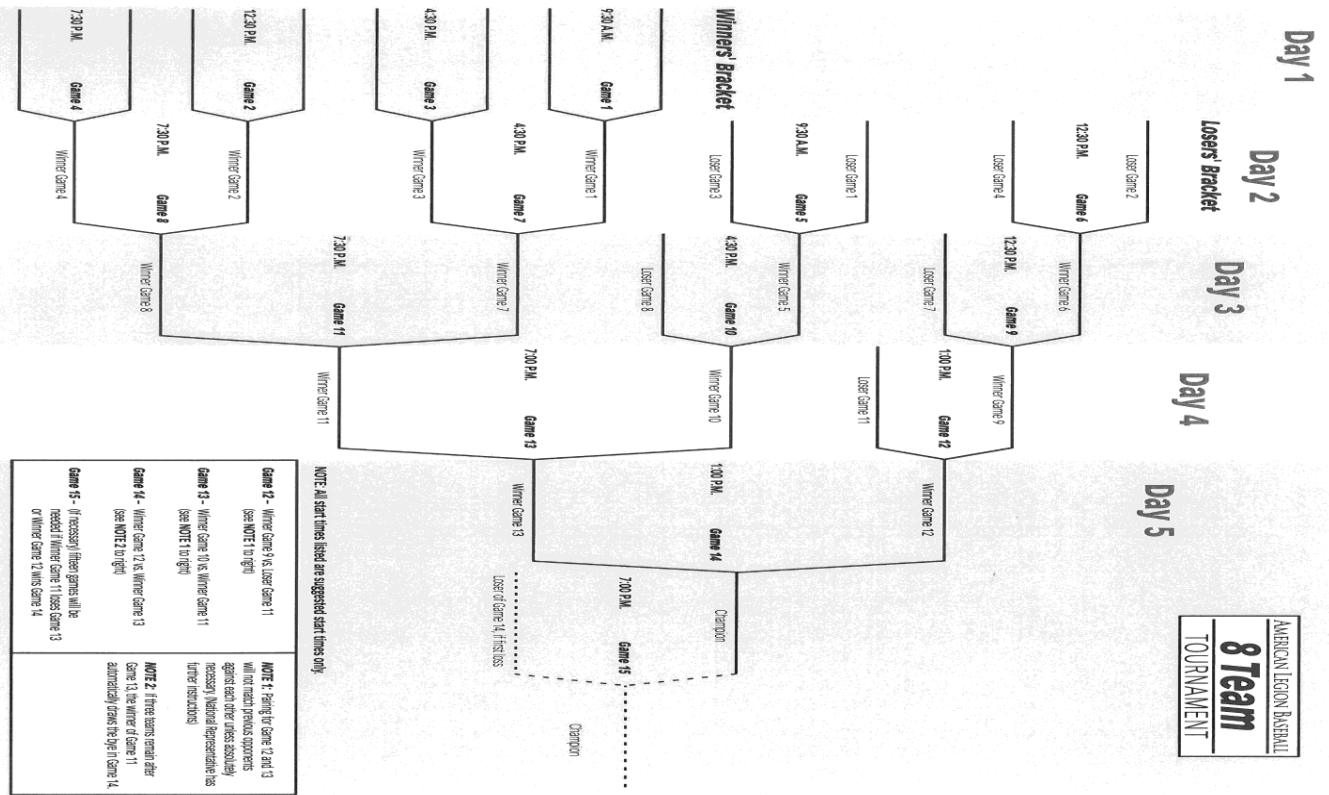 AMERICAN LEGION BASEBALL
8 Team
TOURNAMENT
Day 1
Day 2
Day 3
Day 4
Day 5
Losers' Bracket
Loser Game 2
12:30 P.M. Game 6
Loser Game 4
Winner Game 6
12:30 P.M. Game 9
Loser Game 7
Winner Game 9
1:00 P.M. Game 12
Loser Game 11
Winner Game 12
Loser Game 1
9:30 A.M. Game 5
Loser Game 3
Winner Game 5
4:30 P.M. Game 10
Loser Game 8
Winner Game 10
1:00 P.M. Game 14
Champion
Winners' Bracket
9:30 A.M. Game 1
Winner Game 1
4:30 P.M. Game 7
Winner Game 3
4:30 P.M. Game 3
Winner Game 7
7:00 P.M. Game 13
Winner Game 13
7:00 P.M. Game 15
Loser of Game 14, if first loss
Champion
12:30 P.M. Game 2
Winner Game 2
7:30 P.M. Game 8
Winner Game 4
7:30 P.M. Game 4
7:30 P.M. Game 11
Winner Game 8
Winner Game 11
NOTE: All start times listed are suggested start times only.
Game 12 - Winner Game 9 vs. Loser Game 11
(see NOTE 1 to right)
Game 13 - Winner Game 10 vs. Winner Game 11
(see NOTE 1 to right)
Game 14 - Winner Game 12 vs. Winner Game 13
(see NOTE 2 to right)
Game 15 - (If necessary) fifteen games will be
needed if Winner Game 11 loses Game 13
or Winner Game 12 wins Game 14
NOTE 1: Pairing for Game 12 and 13
will not match previous opponents
against each other unless absolutely
necessary. (National Representative has
further instructions)
NOTE 2: If three teams remain after
Game 13, the winner of Game 11
automatically draws the bye in Game 14.